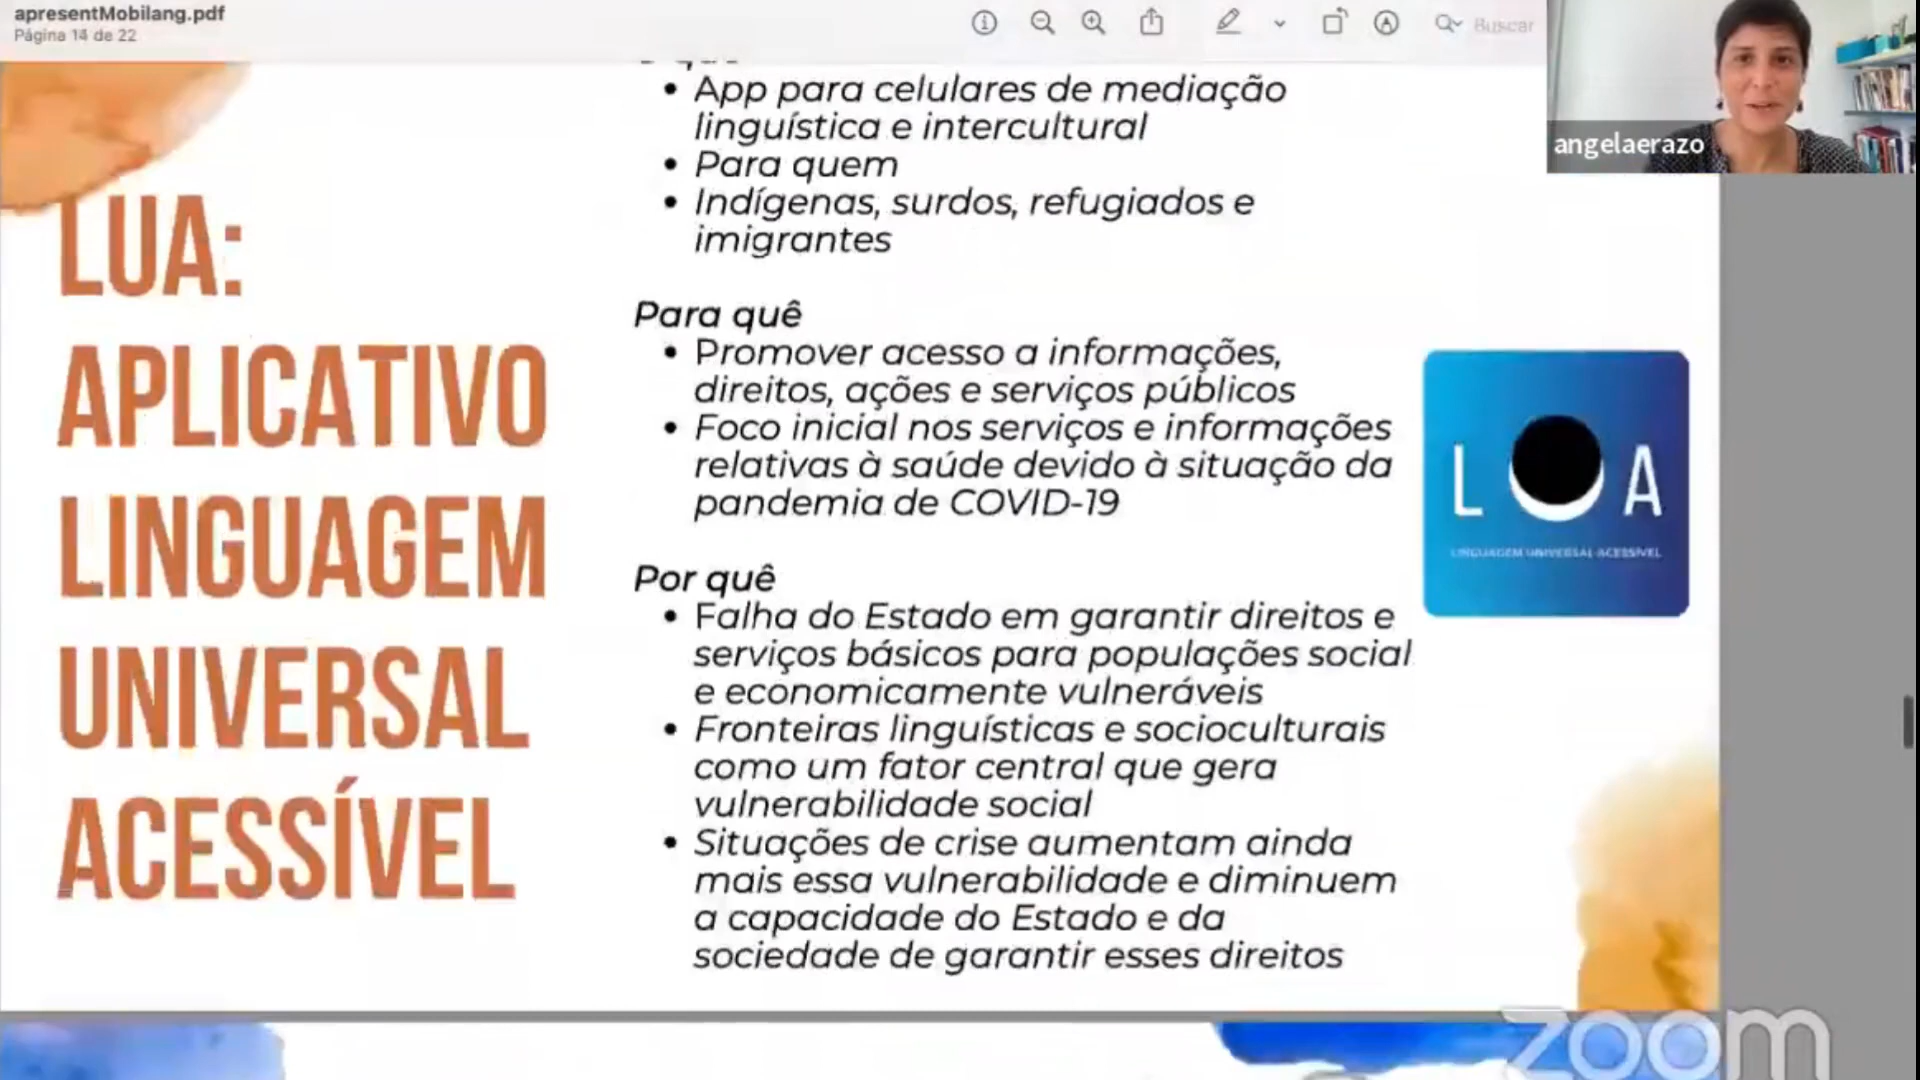 apresentMobilang.pdf
Página 14 de 22
Buscar
angelaerazo
LUA:
APLICATIVO
LINGUAGEM
UNIVERSAL
ACESSÍVEL
• App para celulares de mediação
linguística e intercultural
• Para quem
• Indígenas, surdos, refugiados e
imigrantes
Para quê
• Promover acesso a informações,
direitos, ações e serviços públicos
• Foco inicial nos serviços e informações
relativas à saúde devido à situação da
pandemia de COVID-19
Por quê
• Falha do Estado em garantir direitos e
serviços básicos para populações social
e economicamente vulneráveis
• Fronteiras linguísticas e socioculturais
como um fator central que gera
vulnerabilidade social
• Situações de crise aumentam ainda
mais essa vulnerabilidade e diminuem
a capacidade do Estado e da
sociedade de garantir esses direitos
LUA
LINGUAGEM UNIVERSAL ACESSÍVEL
zoom